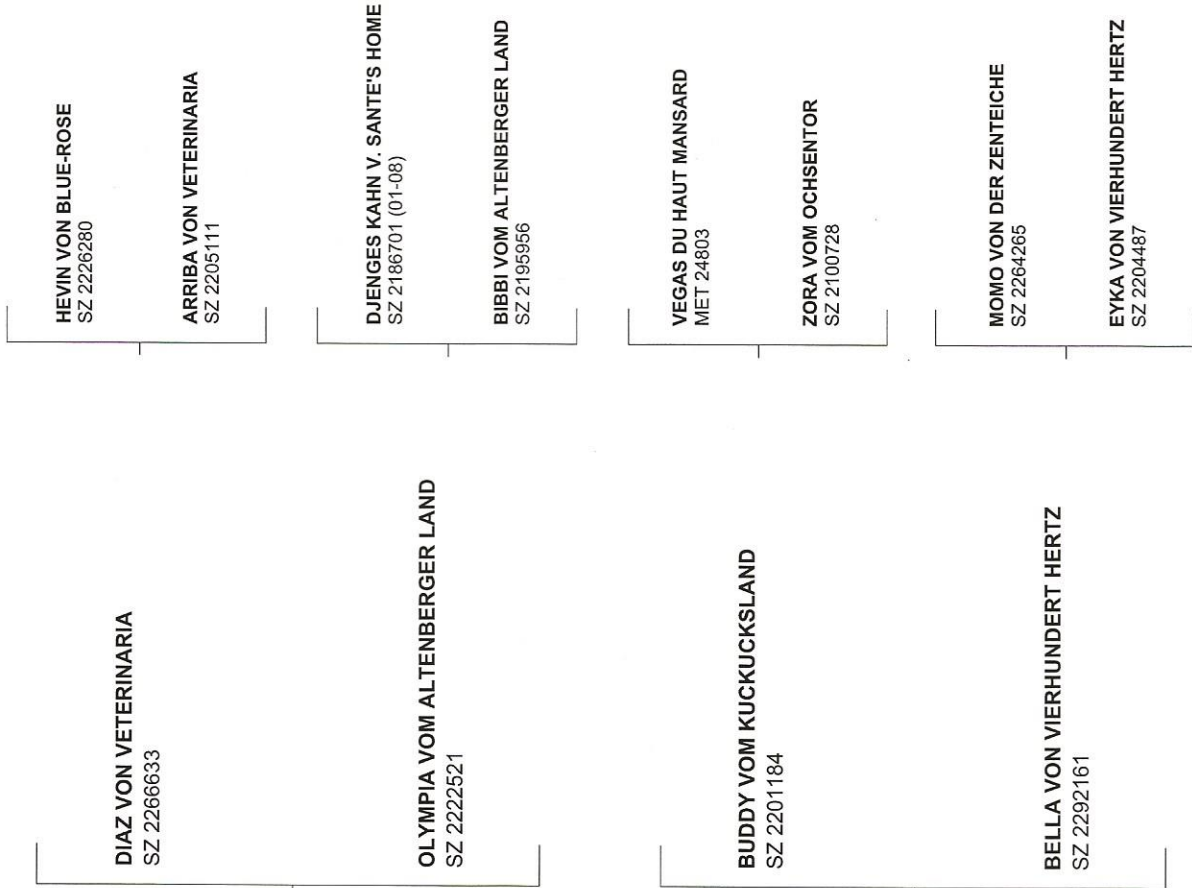 DIAZ VON VETERINARIA
SZ 2266633
OLYMPIA VOM ALTENBERGER LAND
SZ 2222521
BUDDY VOM KUCKUCKSLAND
SZ 2201184
BELLA VON VIERHUNDERT HERTZ
SZ 2292161
HEVIN VON BLUE-ROSE
SZ 2226280
ARRIBA VON VETERINARIA
SZ 2205111
DJENGES KAHN V. SANTE'S HOME
SZ 2186701 (01-08)
BIBBI VOM ALTENBERGER LAND
SZ 2195956
VEGAS DU HAUT MANSARD
MET 24803
ZORA VOM OCHSENTOR
SZ 2100728
MOMO VON DER ZENTEICHE
SZ 2264265
EYKA VON VIERHUNDERT HERTZ
SZ 2204487